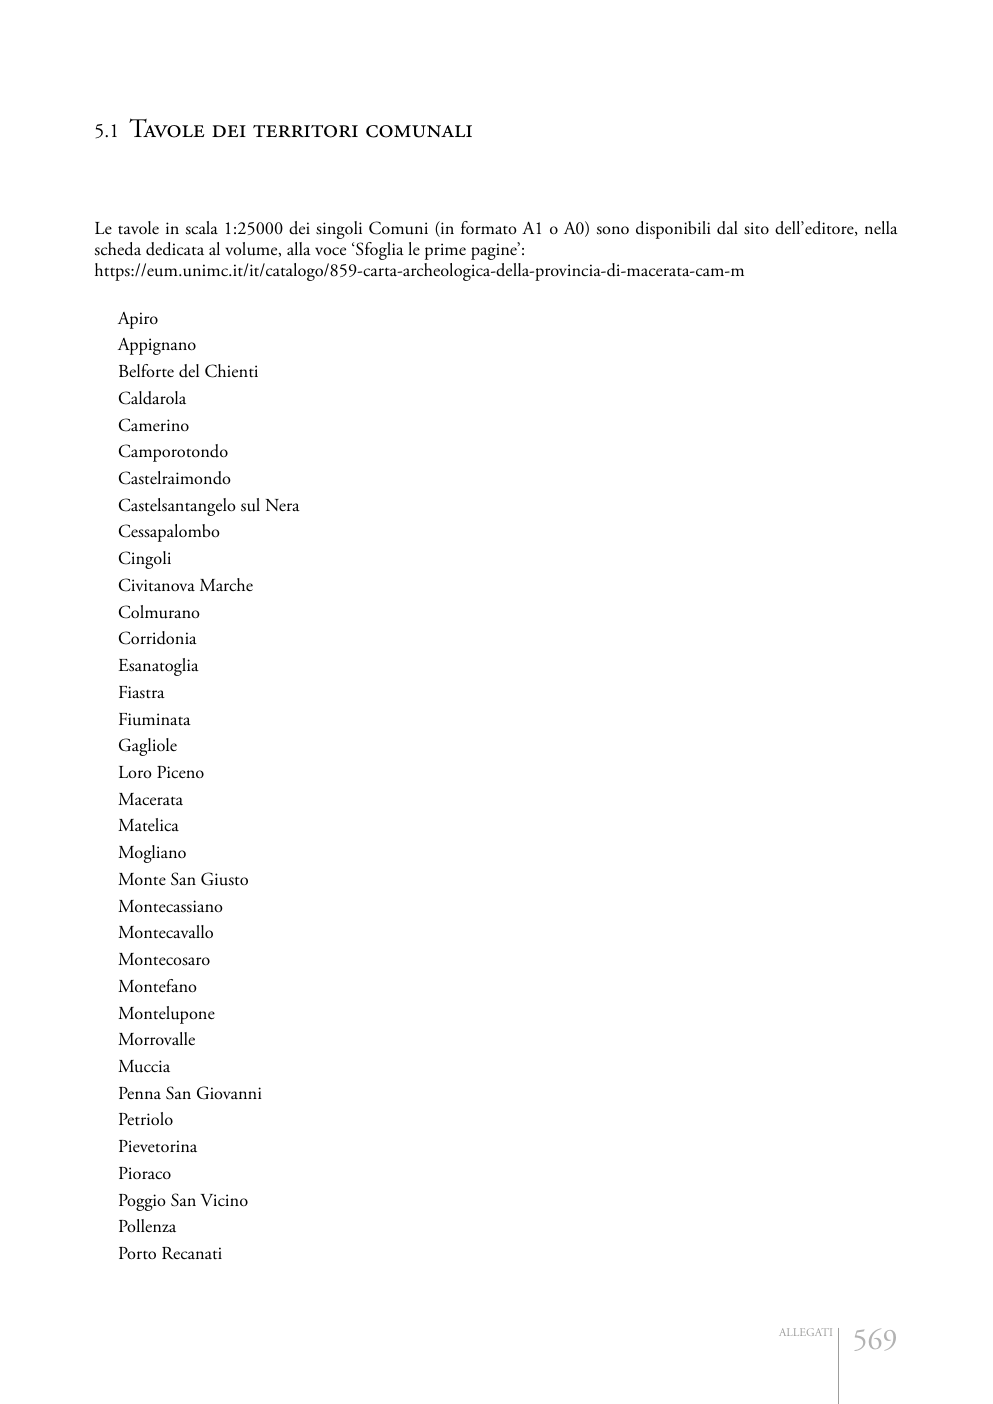 5.1 Tavole dei territori comunali
Le tavole in scala 1:25000 dei singoli Comuni (in formato A1 o A0) sono disponibili dal sito dell’editore, nella
scheda dedicata al volume, alla voce ‘Sfoglia le prime pagine’:
https://eum.unimc.it/it/catalogo/859-carta-archeologica-della-provincia-di-macerata-cam-m
Apiro
Appignano
Belforte del Chienti
Caldarola
Camerino
Camporotondo
Castelraimondo
Castelsantangelo sul Nera
Cessapalombo
Cingoli
Civitanova Marche
Colmurano
Corridonia
Esanatoglia
Fiastra
Fiuminata
Gagliole
Loro Piceno
Macerata
Matelica
Mogliano
Monte San Giusto
Montecassiano
Montecavallo
Montecosaro
Montefano
Montelupone
Morrovalle
Muccia
Penna San Giovanni
Petriolo
Pievetorina
Pioraco
Poggio San Vicino
Pollenza
Porto Recanati
ALLEGATI 569